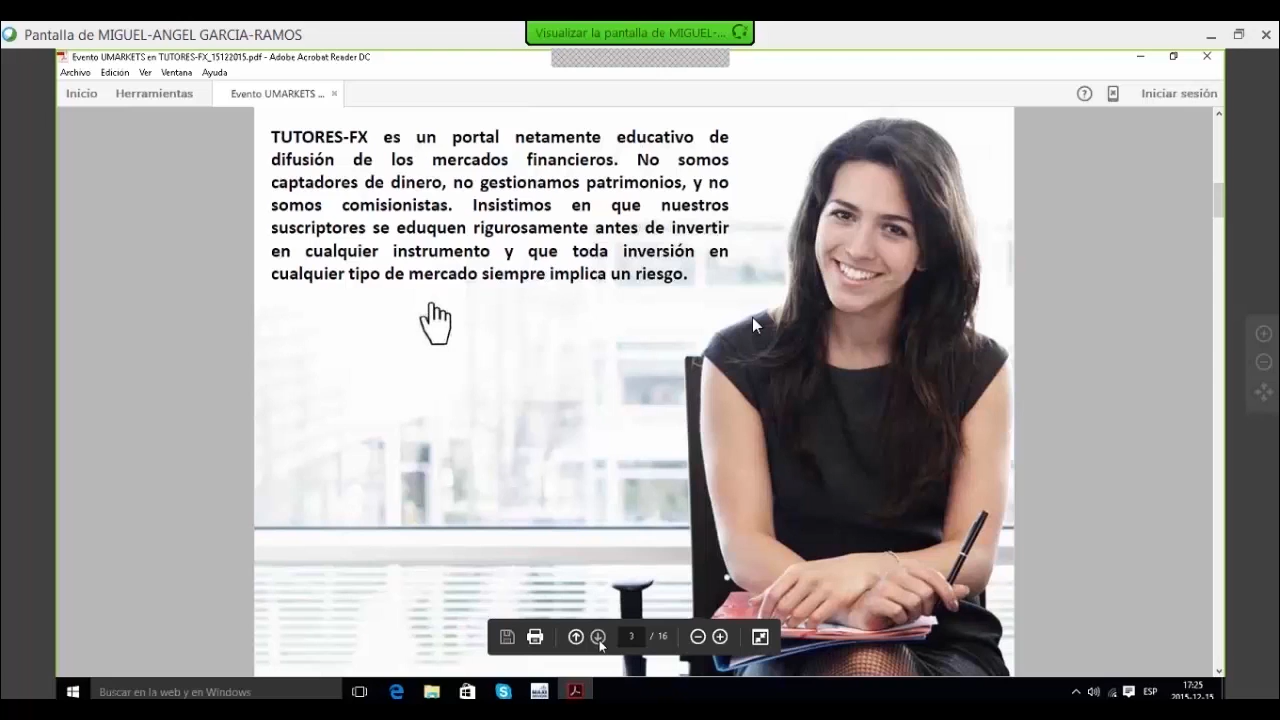 Pantalla de MIGUEL-ANGEL GARCIA-RAMOS
Visualizar la pantalla de MIGUEL-...
Evento UMARKETS en TUTORES-FX_15122015.pdf - Adobe Acrobat Reader DC
Archivo Edición Ver Ventana Ayuda
Inicio Herramientas Evento UMARKETS ... × Iniciar sesión
TUTORES-FX es un portal netamente educativo de
difusión de los mercados financieros. No somos
captadores de dinero, no gestionamos patrimonios, y no
somos comisionistas. Insistimos en que nuestros
suscriptores se eduquen rigurosamente antes de invertir
en cualquier instrumento y que toda inversión en
cualquier tipo de mercado siempre implica un riesgo.
3 / 16
Buscar en la web y en Windows
ESP
17:25
2015-12-15